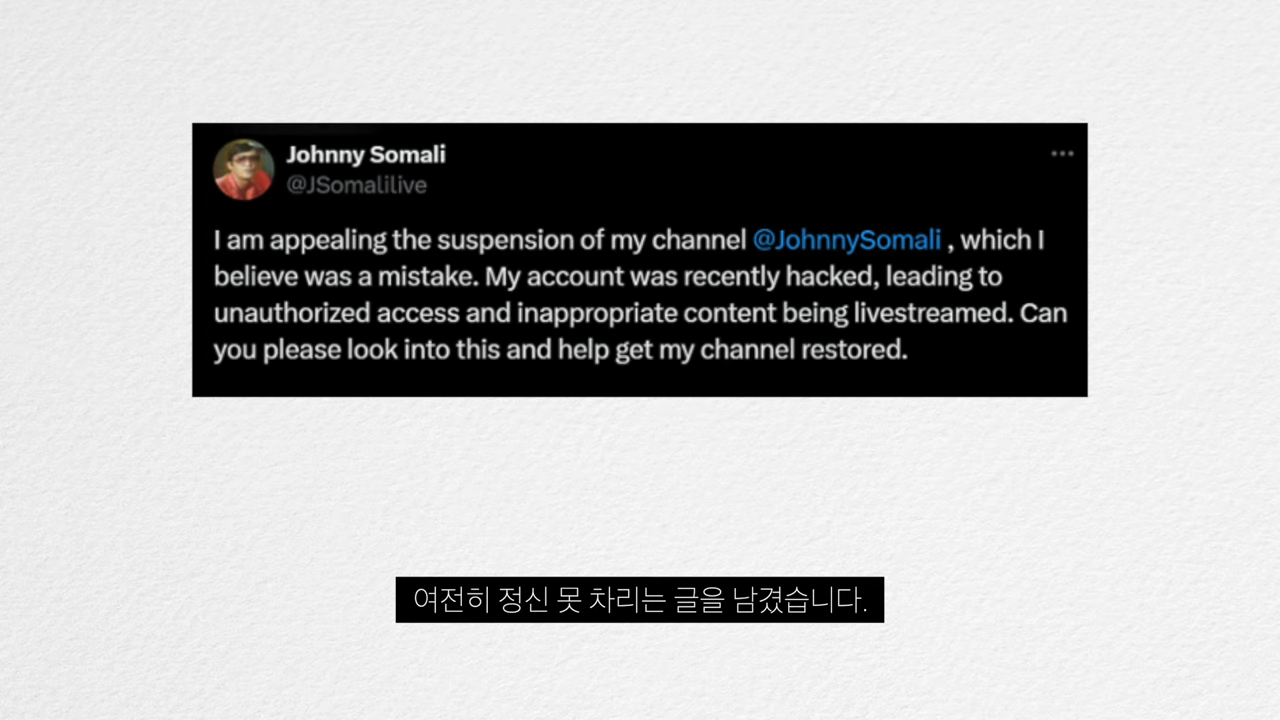 Johnny Somali
@JSomalilive
I am appealing the suspension of my channel @JohnnySomali , which I
believe was a mistake. My account was recently hacked, leading to
unauthorized access and inappropriate content being livestreamed. Can
you please look into this and help get my channel restored.
여전히 정신 못 차리는 글을 남겼습니다.